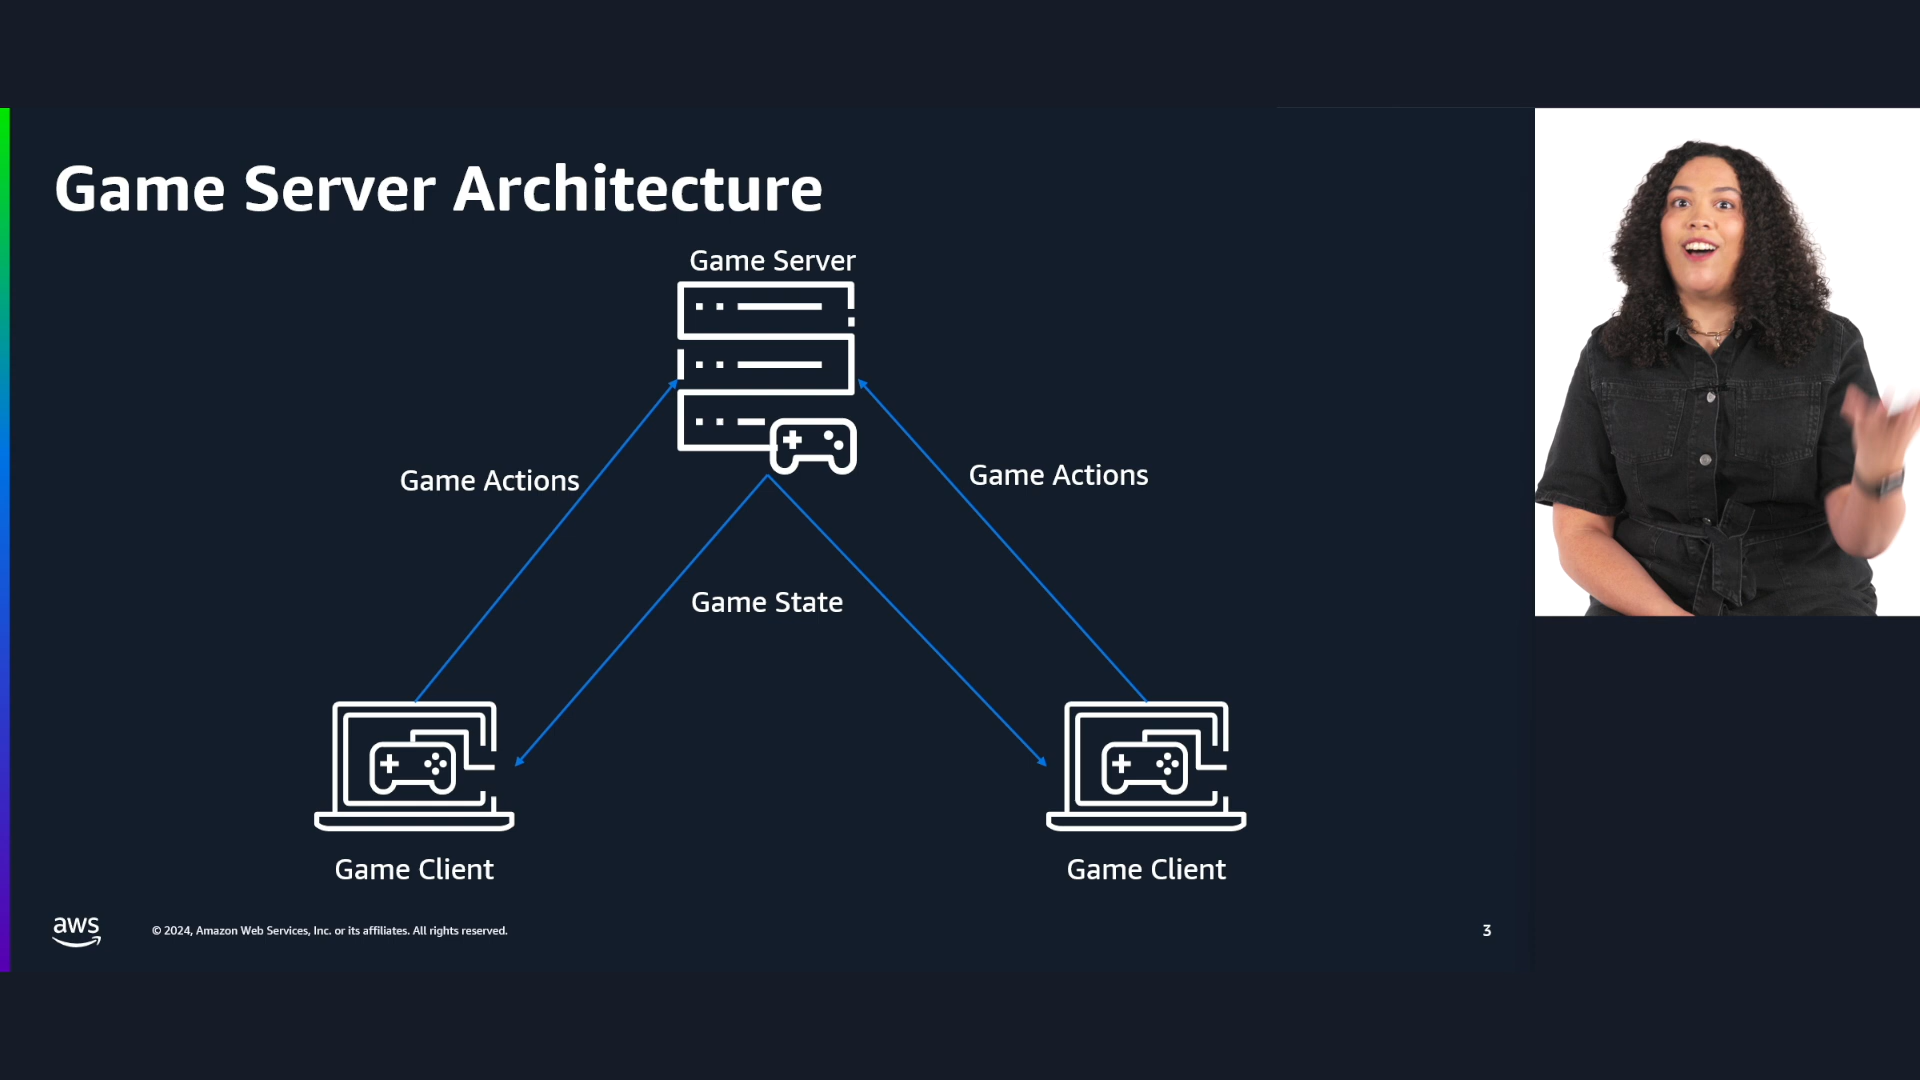 Game Server Architecture
Game Server
Game Actions
Game Actions
Game State
Game Client
Game Client
aws
© 2024, Amazon Web Services, Inc. or its affiliates. All rights reserved.
3